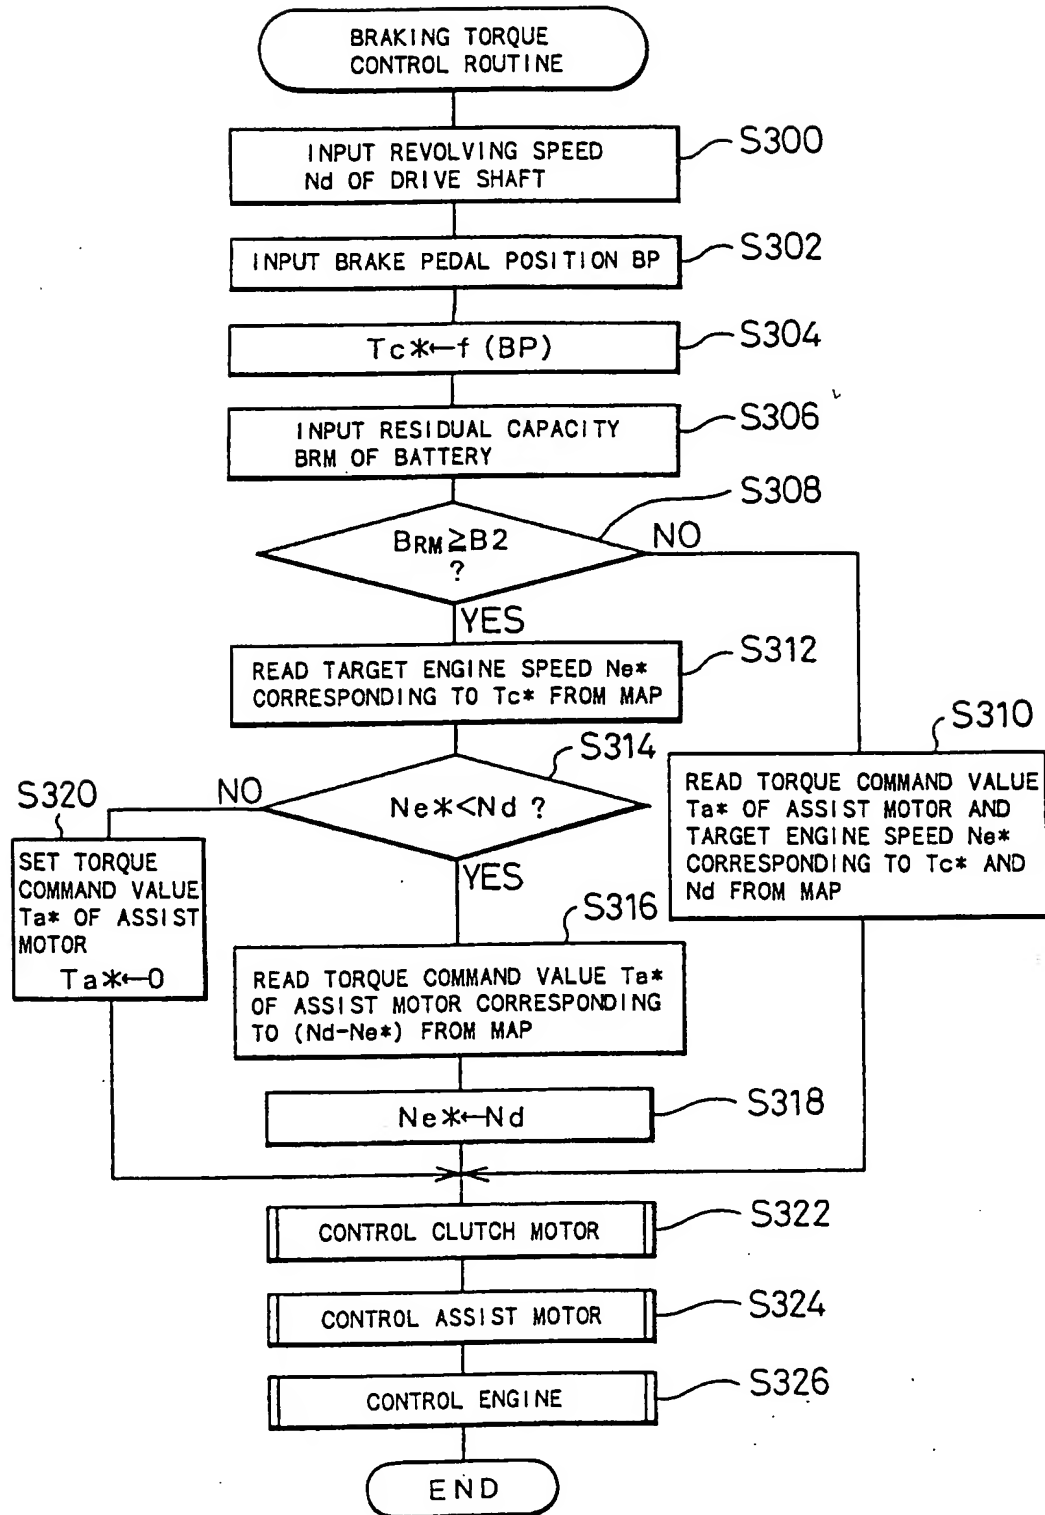 BRAKING TORQUE
CONTROL ROUTINE
S300
INPUT REVOLVING SPEED
Nd OF DRIVE SHAFT
S302
INPUT BRAKE PEDAL POSITION BP
S304
Tc*←f (BP)
S306
INPUT RESIDUAL CAPACITY
BRM OF BATTERY
S308
BRM≧B2
?
NO
YES
S312
READ TARGET ENGINE SPEED Ne*
CORRESPONDING TO Tc* FROM MAP
S310
READ TORQUE COMMAND VALUE
Ta* OF ASSIST MOTOR AND
TARGET ENGINE SPEED Ne*
CORRESPONDING TO Tc* AND
Nd FROM MAP
S314
Ne*<Nd ?
NO
YES
S320
SET TORQUE
COMMAND VALUE
Ta* OF ASSIST
MOTOR
Ta*←0
S316
READ TORQUE COMMAND VALUE Ta*
OF ASSIST MOTOR CORRESPONDING
TO (Nd-Ne*) FROM MAP
S318
Ne*←Nd
S322
CONTROL CLUTCH MOTOR
S324
CONTROL ASSIST MOTOR
S326
CONTROL ENGINE
END